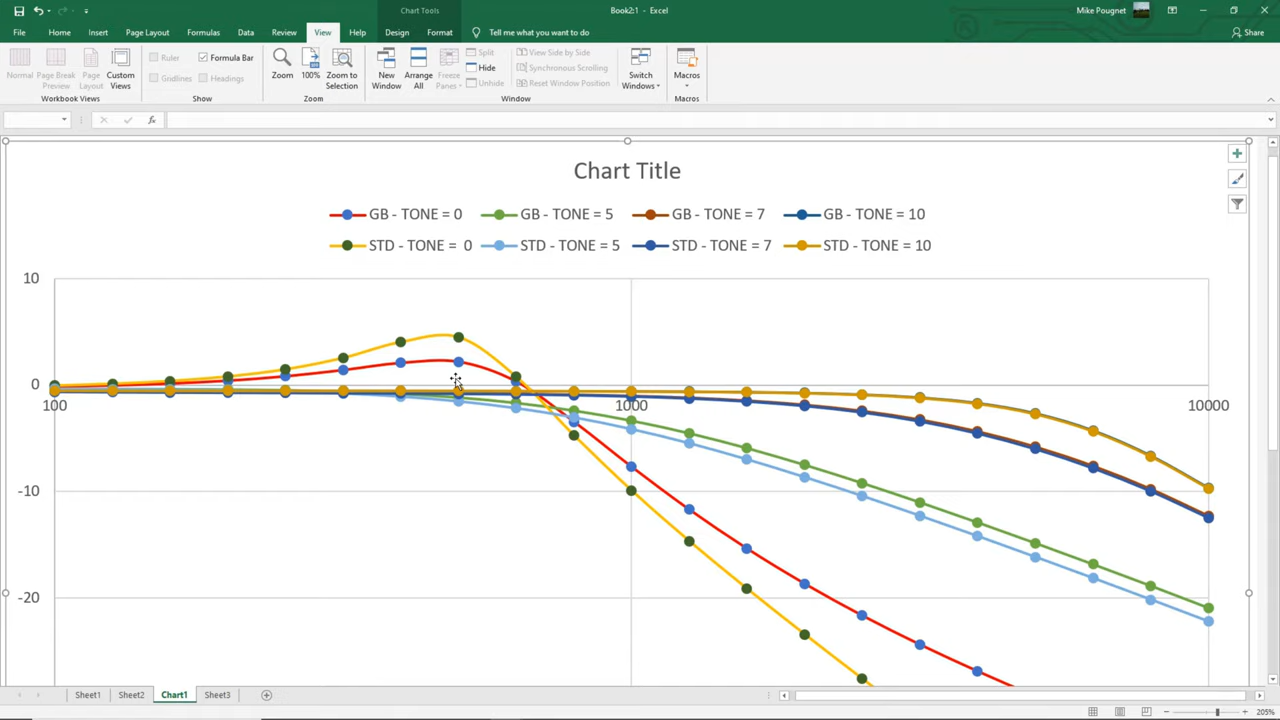 Chart Tools
Book2:1 - Excel
Mike Pougnet
File Home Insert Page Layout Formulas Data Review View Help Design Format Tell me what you want to do Share
Normal
Page Break Preview
Page Layout
Custom Views
Workbook Views
Ruler
Formula Bar
Gridlines
Headings
Show
Zoom
100%
Zoom to Selection
Zoom
New Window
Arrange All
Freeze Panes
Split
Hide
Unhide
View Side by Side
Synchronous Scrolling
Reset Window Position
Window
Switch Windows
Macros
Macros
fx
Chart Title
GB - TONE = 0 GB - TONE = 5 GB - TONE = 7 GB - TONE = 10
STD - TONE = 0 STD - TONE = 5 STD - TONE = 7 STD - TONE = 10
10
0
100 1000 10000
-10
-20
Sheet1 Sheet2 Chart1 Sheet3
205%